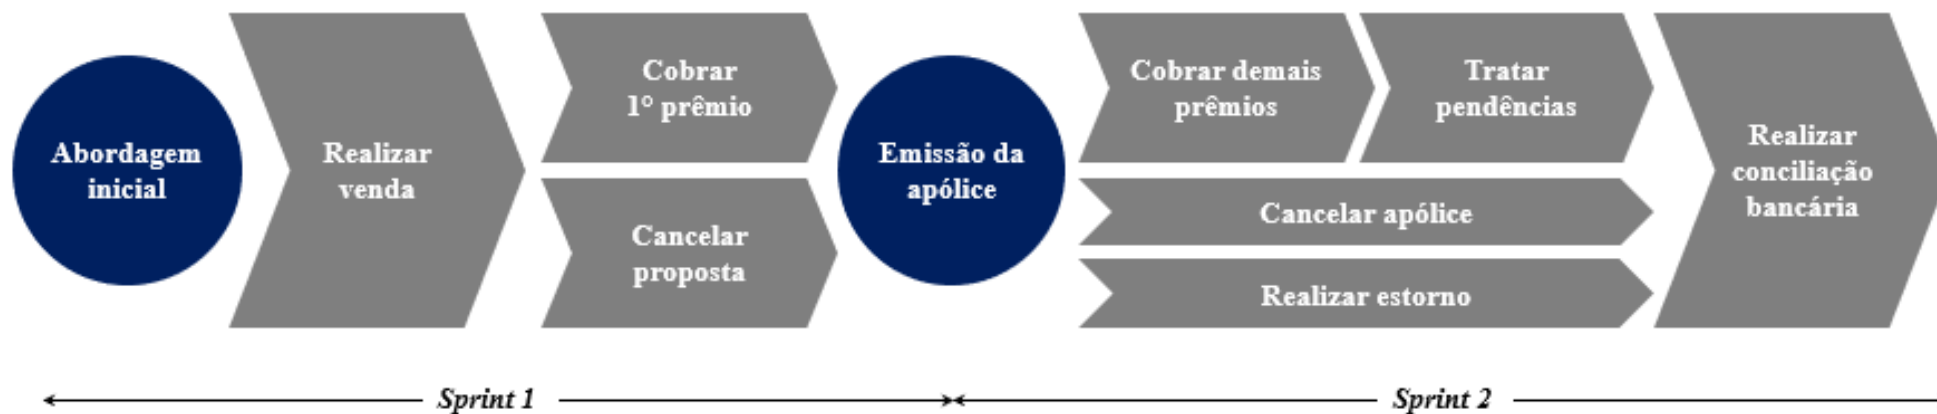 Abordagem
inicial
Realizar
venda
Cobrar
1° prêmio
Cancelar
proposta
Emissão da
apólice
Cobrar demais
prêmios
Tratar
pendências
Cancelar apólice
Realizar estorno
Realizar
conciliação
bancária
Sprint 1
Sprint 2